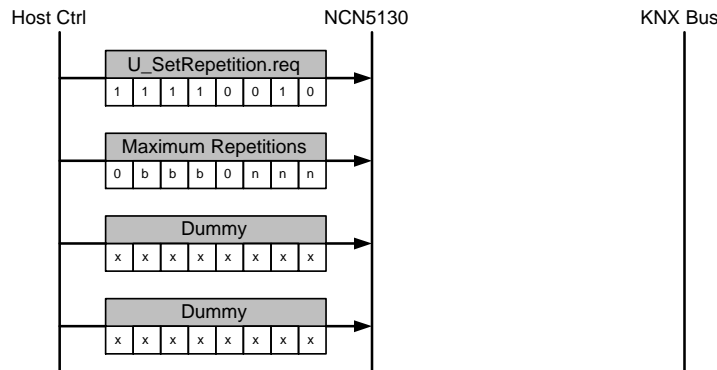 Host Ctrl NCN5130 KNX Bus
U_SetRepetition.req
1 1 1 1 0 0 1 0
Maximum Repetitions
0 b b b 0 n n n
Dummy
x x x x x x x x
Dummy
x x x x x x x x